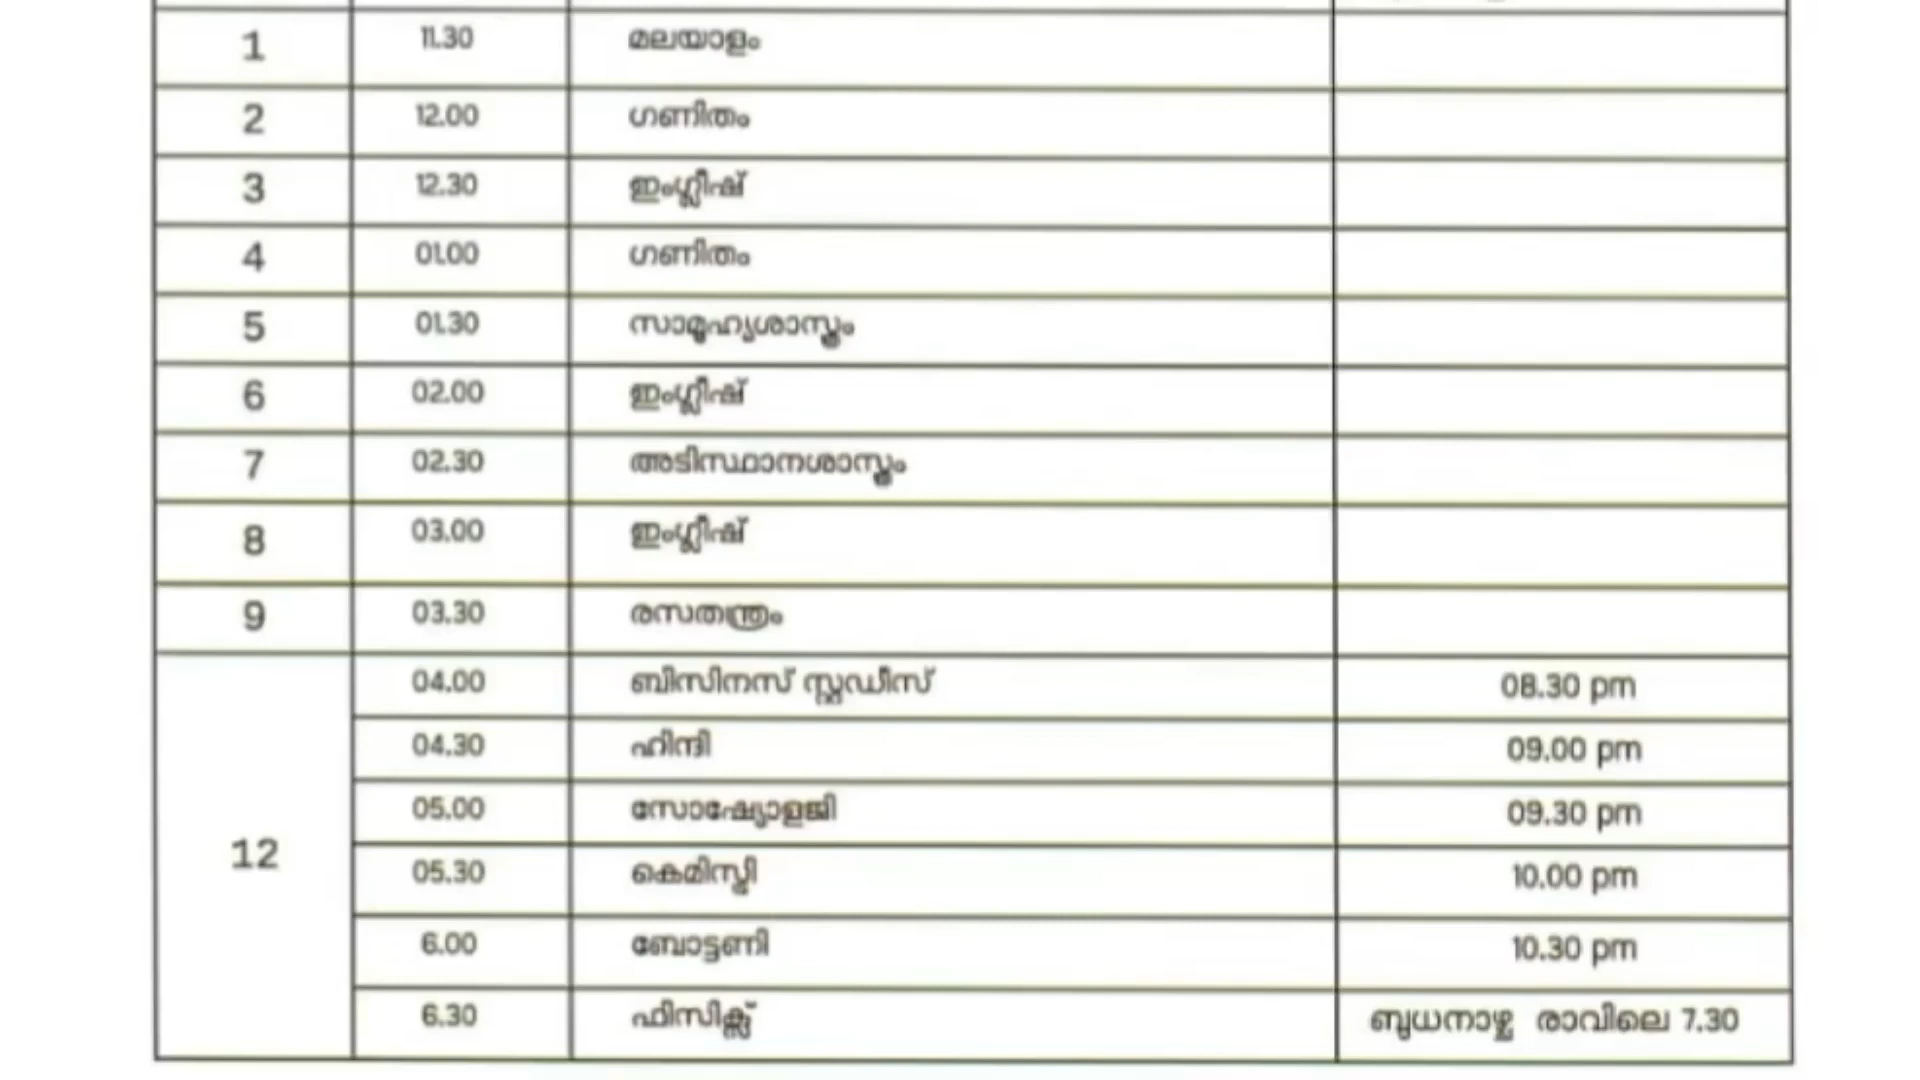 1 11.30 മലയാളം
2 12.00 ഗണിതം
3 12.30 ഇംഗ്ലീഷ്
4 01.00 ഗണിതം
5 01.30 സാമൂഹ്യശാസ്ത്രം
6 02.00 ഇംഗ്ലീഷ്
7 02.30 അടിസ്ഥാനശാസ്ത്രം
8 03.00 ഇംഗ്ലീഷ്
9 03.30 രസതന്ത്രം
04.00 ബിസിനസ് സ്റ്റഡീസ് 08.30 pm
04.30 ഹിന്ദി 09.00 pm
05.00 സോഷ്യോളജി 09.30 pm
12
05.30 കെമിസ്ട്രി 10.00 pm
6.00 ബോട്ടണി 10.30 pm
6.30 ഫിസിക്സ് ബുധനാഴ്ച രാവിലെ 7.30